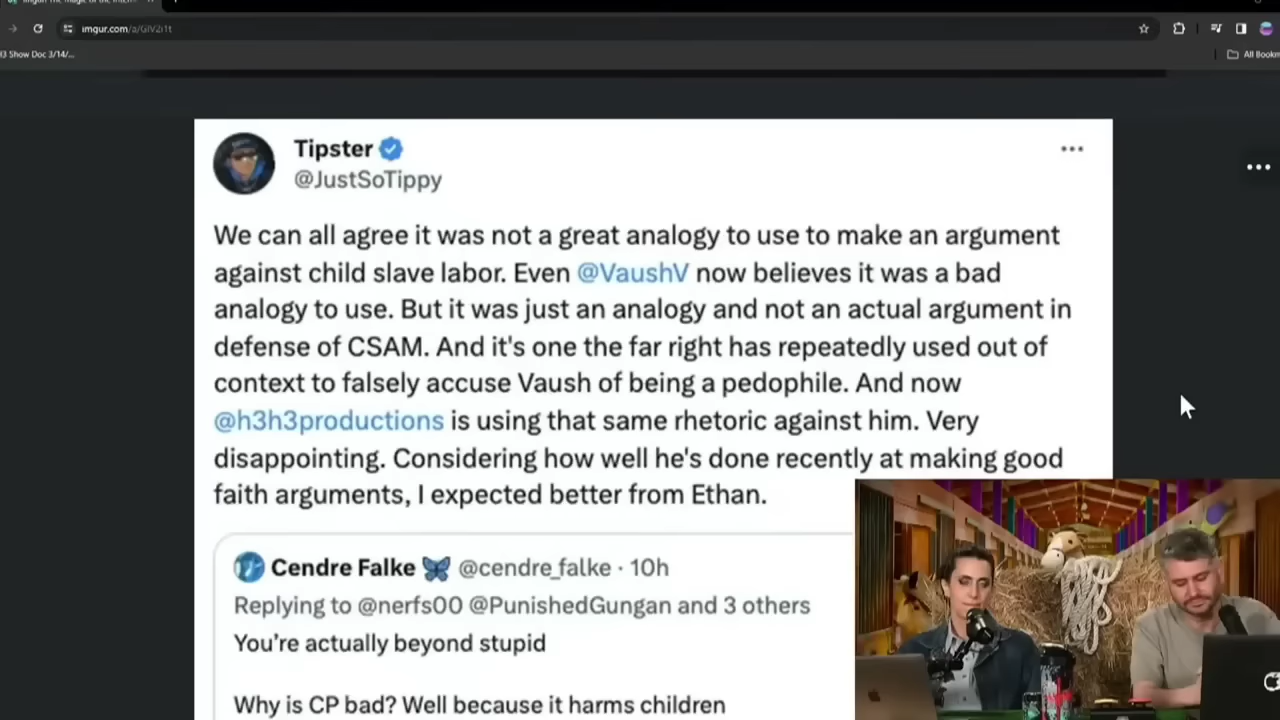 imgur.com/a/GIV2i1t
H3 Show Doc 3/14/...
All Bookm
Tipster
@JustSoTippy
We can all agree it was not a great analogy to use to make an argument
against child slave labor. Even @VaushV now believes it was a bad
analogy to use. But it was just an analogy and not an actual argument in
defense of CSAM. And it's one the far right has repeatedly used out of
context to falsely accuse Vaush of being a pedophile. And now
@h3h3productions is using that same rhetoric against him. Very
disappointing. Considering how well he's done recently at making good
faith arguments, I expected better from Ethan.
Cendre Falke @cendre_falke · 10h
Replying to @nerfs00 @PunishedGungan and 3 others
You're actually beyond stupid
Why is CP bad? Well because it harms children